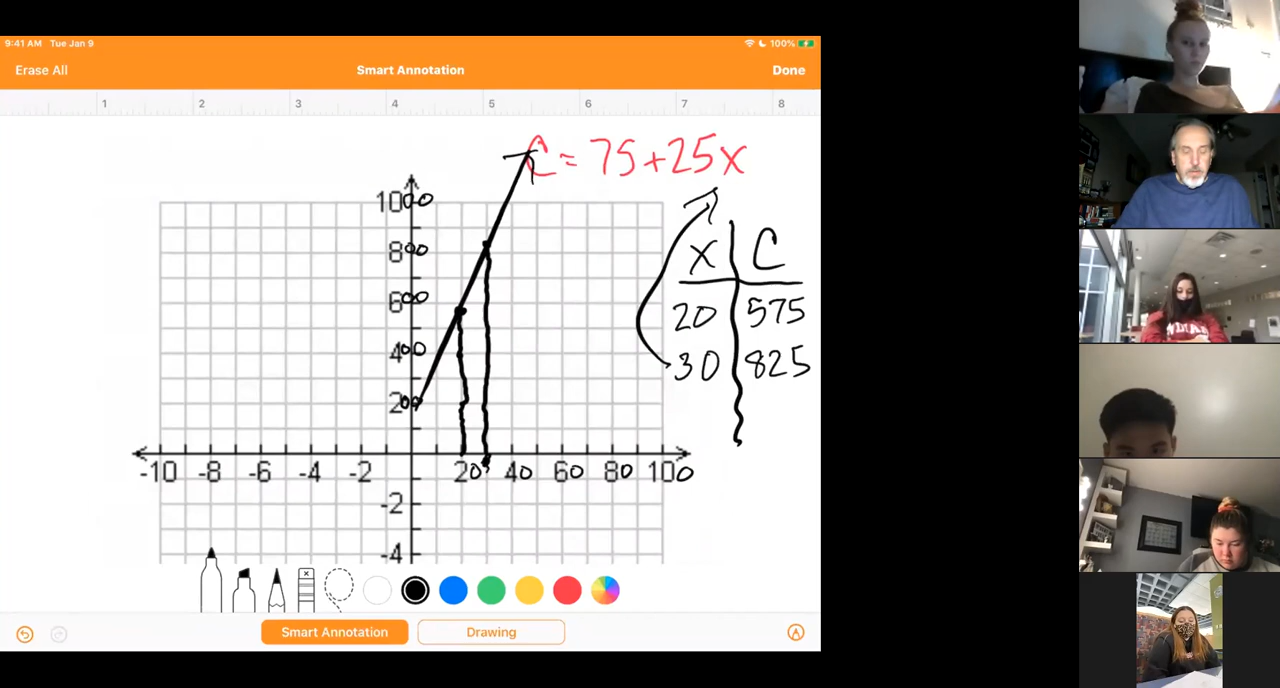 9:41 AM Tue Jan 9
100%
Erase All
Smart Annotation
Done
1 2 3 4 5 6 7 8
C = 75+25x
1000
800
600
400
200
-10 -8 -6 -4 -2 20 40 60 80 100
-2
-4
X C
20 575
30 825
Smart Annotation
Drawing